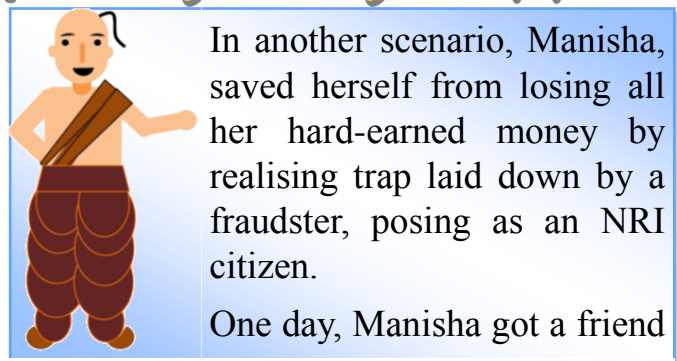 In another scenario, Manisha,
saved herself from losing all
her hard-earned money by
realising trap laid down by a
fraudster, posing as an NRI
citizen.
One day, Manisha got a friend